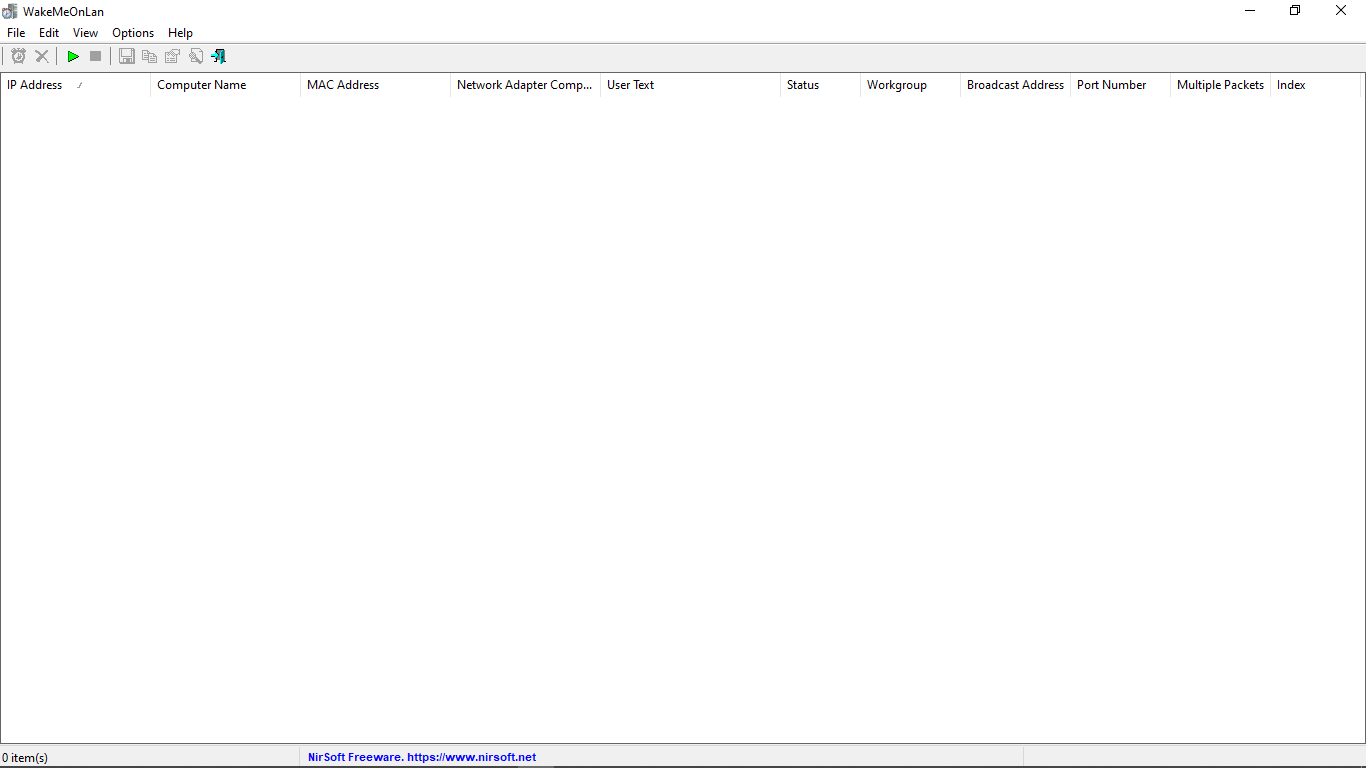 WakeMeOnLan
File Edit View Options Help
IP Address Computer Name MAC Address Network Adapter Comp... User Text Status Workgroup Broadcast Address Port Number Multiple Packets Index
0 item(s) NirSoft Freeware. https://www.nirsoft.net